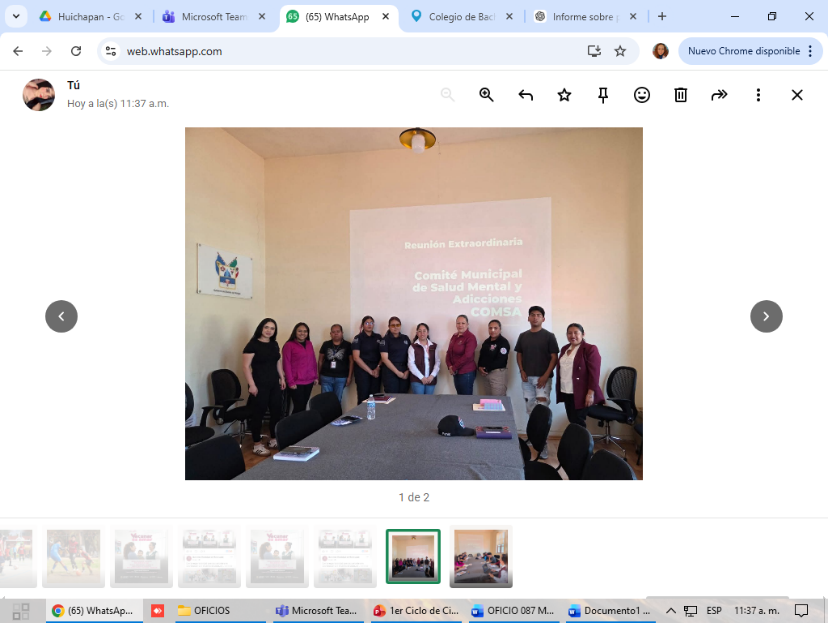 Huichapan - Go
Microsoft Team
(65) WhatsApp
Colegio de Bac
Informe sobre p
web.whatsapp.com
Nuevo Chrome disponible
Tú
Hoy a la(s) 11:37 a.m.
Reunión Extraordinaria
Comité Municipal
de Salud Mental y
Adicciones
COMSA
1 de 2
(65) WhatsAp...
OFICIOS
Microsoft Tea...
1er Ciclo de Ci...
OFICIO 087 M...
Documento1 ...
ESP
11:37 a. m.